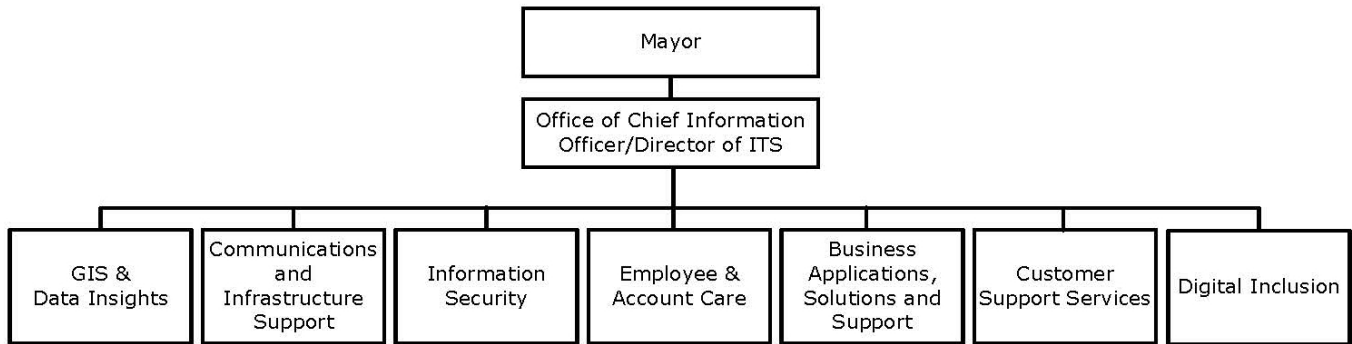 Mayor
Office of Chief Information
Officer/Director of ITS
GIS &
Data Insights
Communications
and
Infrastructure
Support
Information
Security
Employee &
Account Care
Business
Applications,
Solutions and
Support
Customer
Support Services
Digital Inclusion